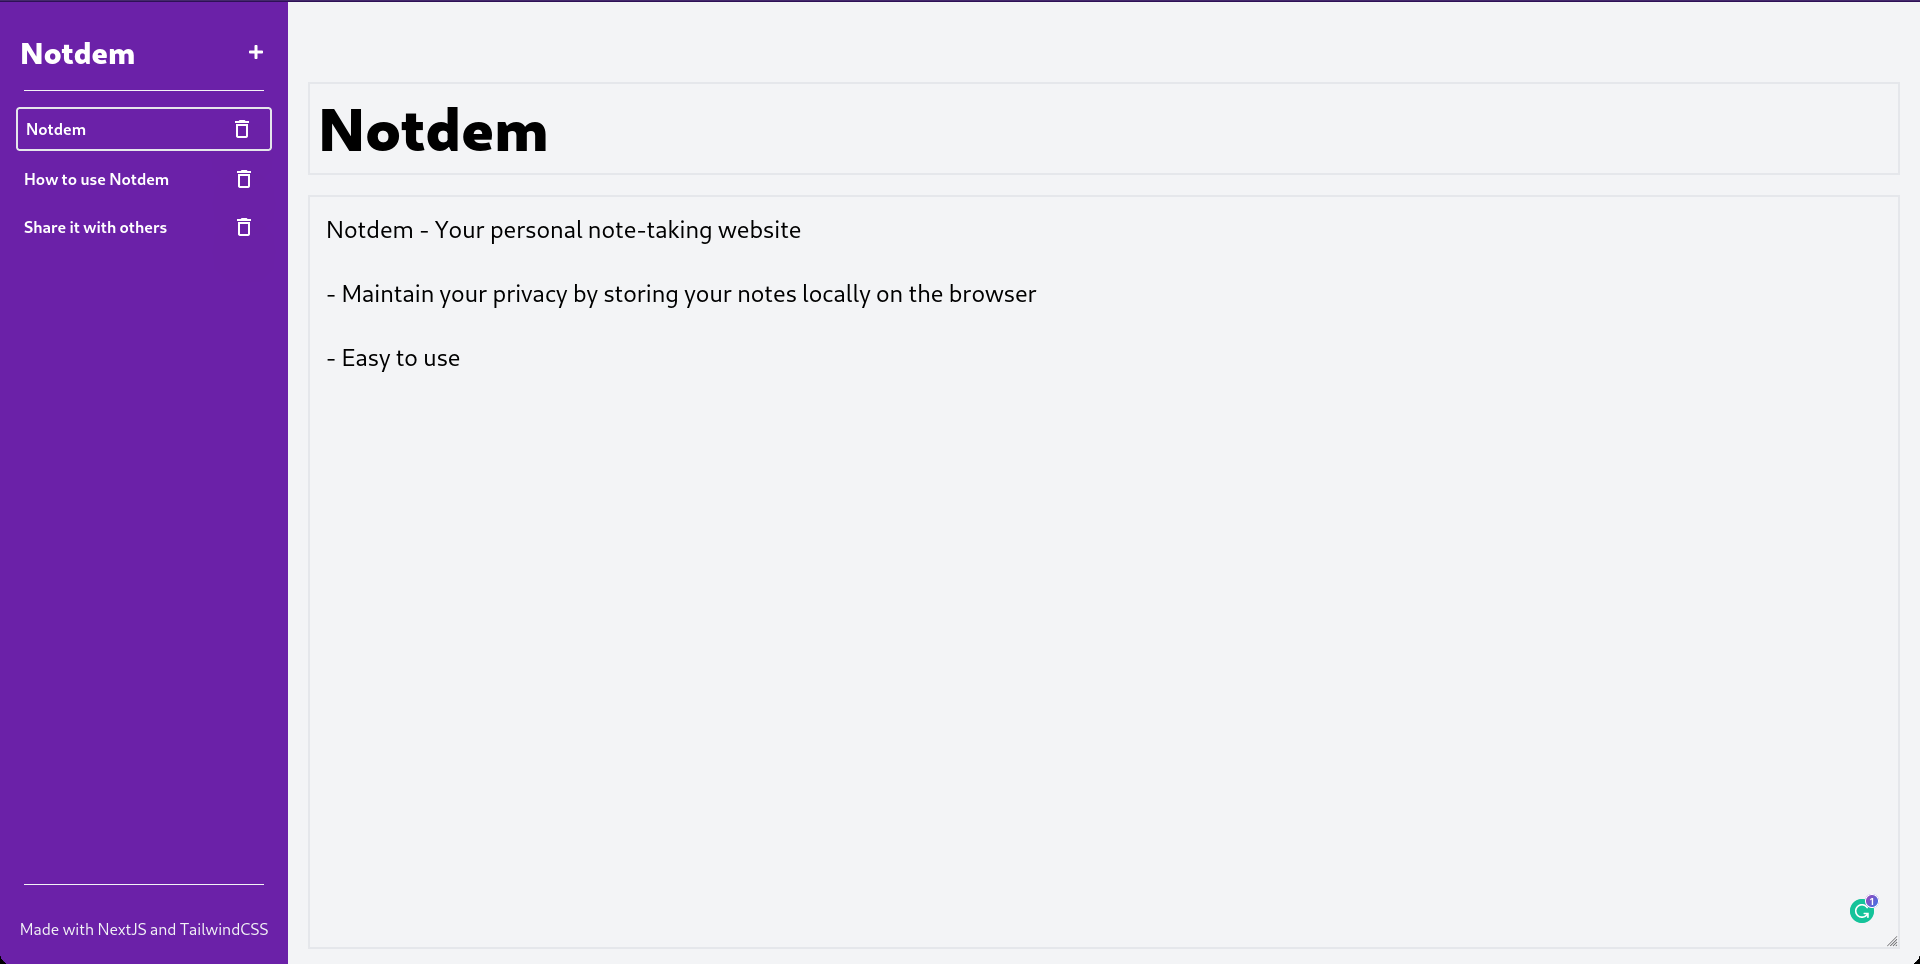 Notdem
+
Notdem
How to use Notdem
Share it with others
Made with NextJS and TailwindCSS
Notdem
Notdem - Your personal note-taking website
- Maintain your privacy by storing your notes locally on the browser
- Easy to use
1